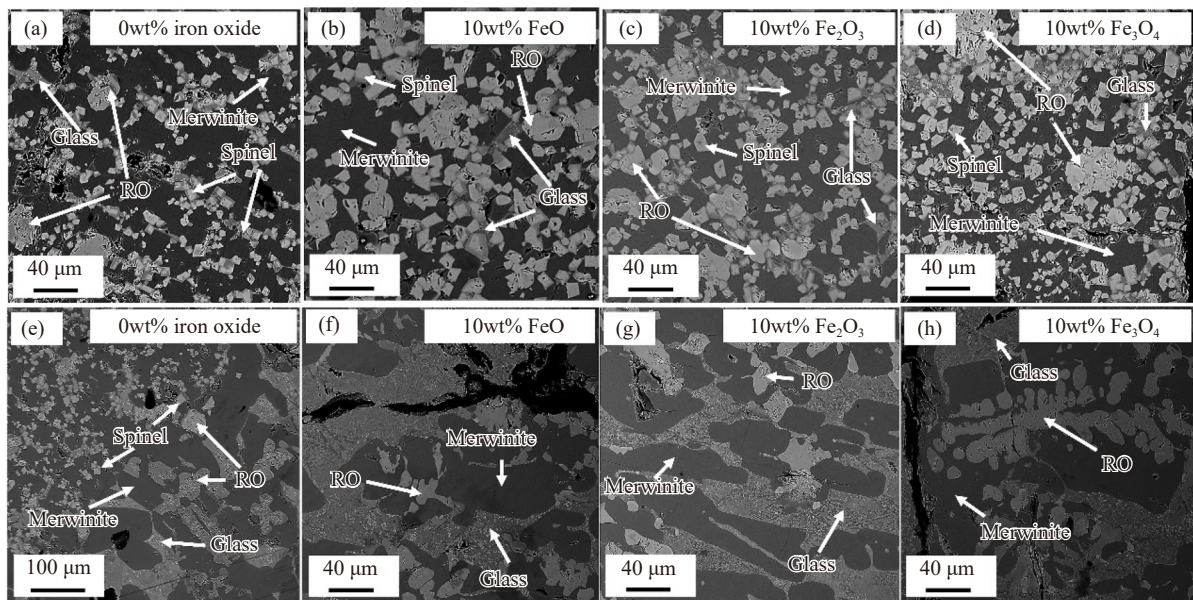 (a)
0wt% iron oxide
Merwinite
Glass
Spinel
RO
40 μm
(b)
10wt% FeO
RO
Spinel
Merwinite
Glass
40 μm
(c)
10wt% Fe₂O₃
Merwinite
Spinel
Glass
RO
40 μm
(d)
10wt% Fe₃O₄
Glass
RO
Spinel
Merwinite
40 μm
(e)
0wt% iron oxide
Spinel
RO
Merwinite
Glass
100 μm
(f)
10wt% FeO
Merwinite
RO
Glass
40 μm
(g)
10wt% Fe₂O₃
RO
Merwinite
Glass
40 μm
(h)
10wt% Fe₃O₄
Glass
RO
Merwinite
40 μm